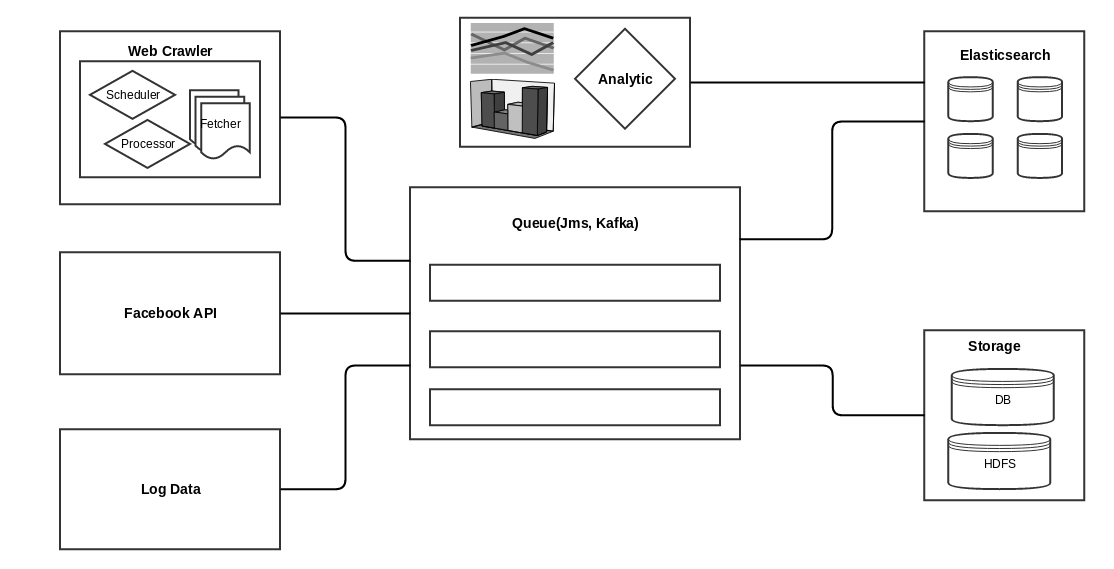 Web Crawler
Scheduler
Fetcher
Processor
Facebook API
Log Data
Analytic
Queue(Jms, Kafka)
Elasticsearch
Storage
DB
HDFS